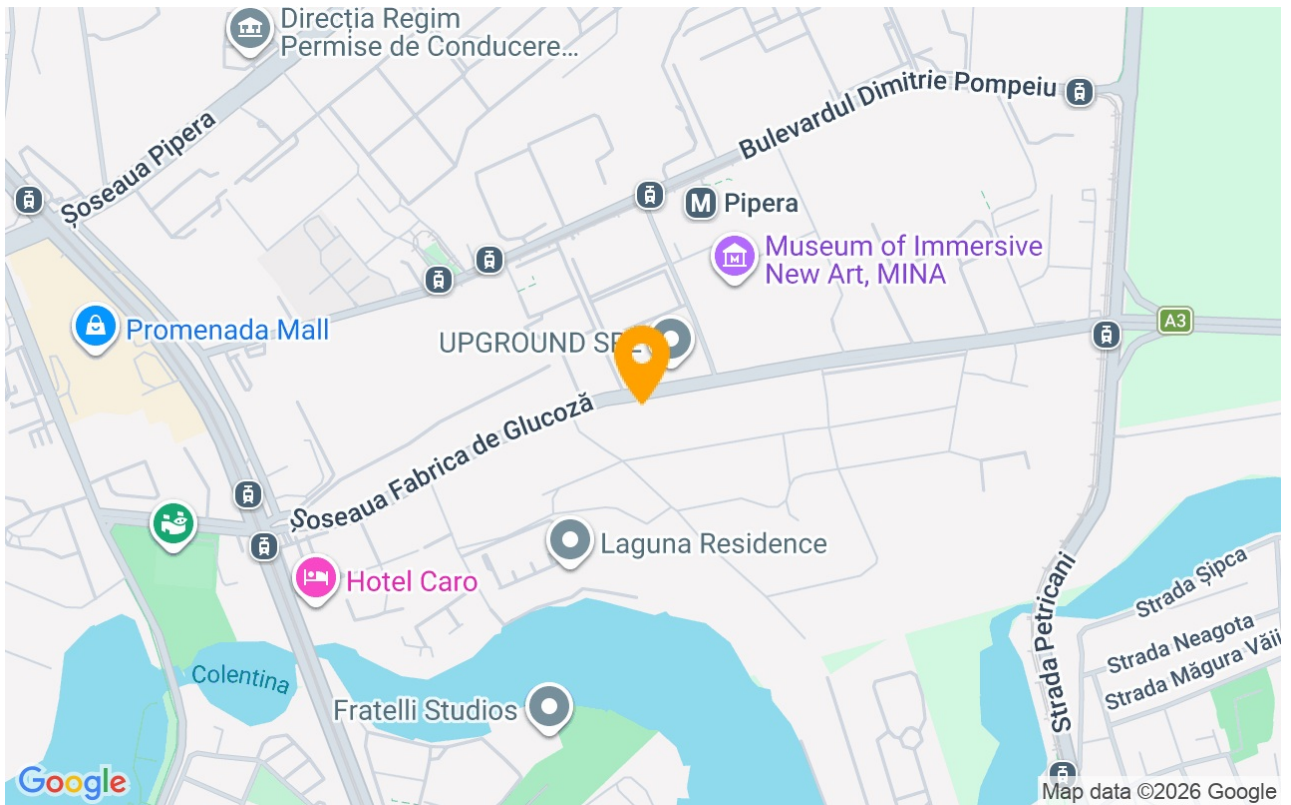 Direcția Regim
Permise de Conducere...
Șoseaua Pipera
Bulevardul Dimitrie Pompeiu
M Pipera
Museum of Immersive
New Art, MINA
Promenada Mall
A3
UPGROUND
Șoseaua Fabrica de Glucoză
Laguna Residence
Hotel Caro
Strada Șipca
Strada Petricani
Strada Neagota
Strada Măgura Văii
Colentina
Fratelli Studios
Google
Map data ©2026 Google